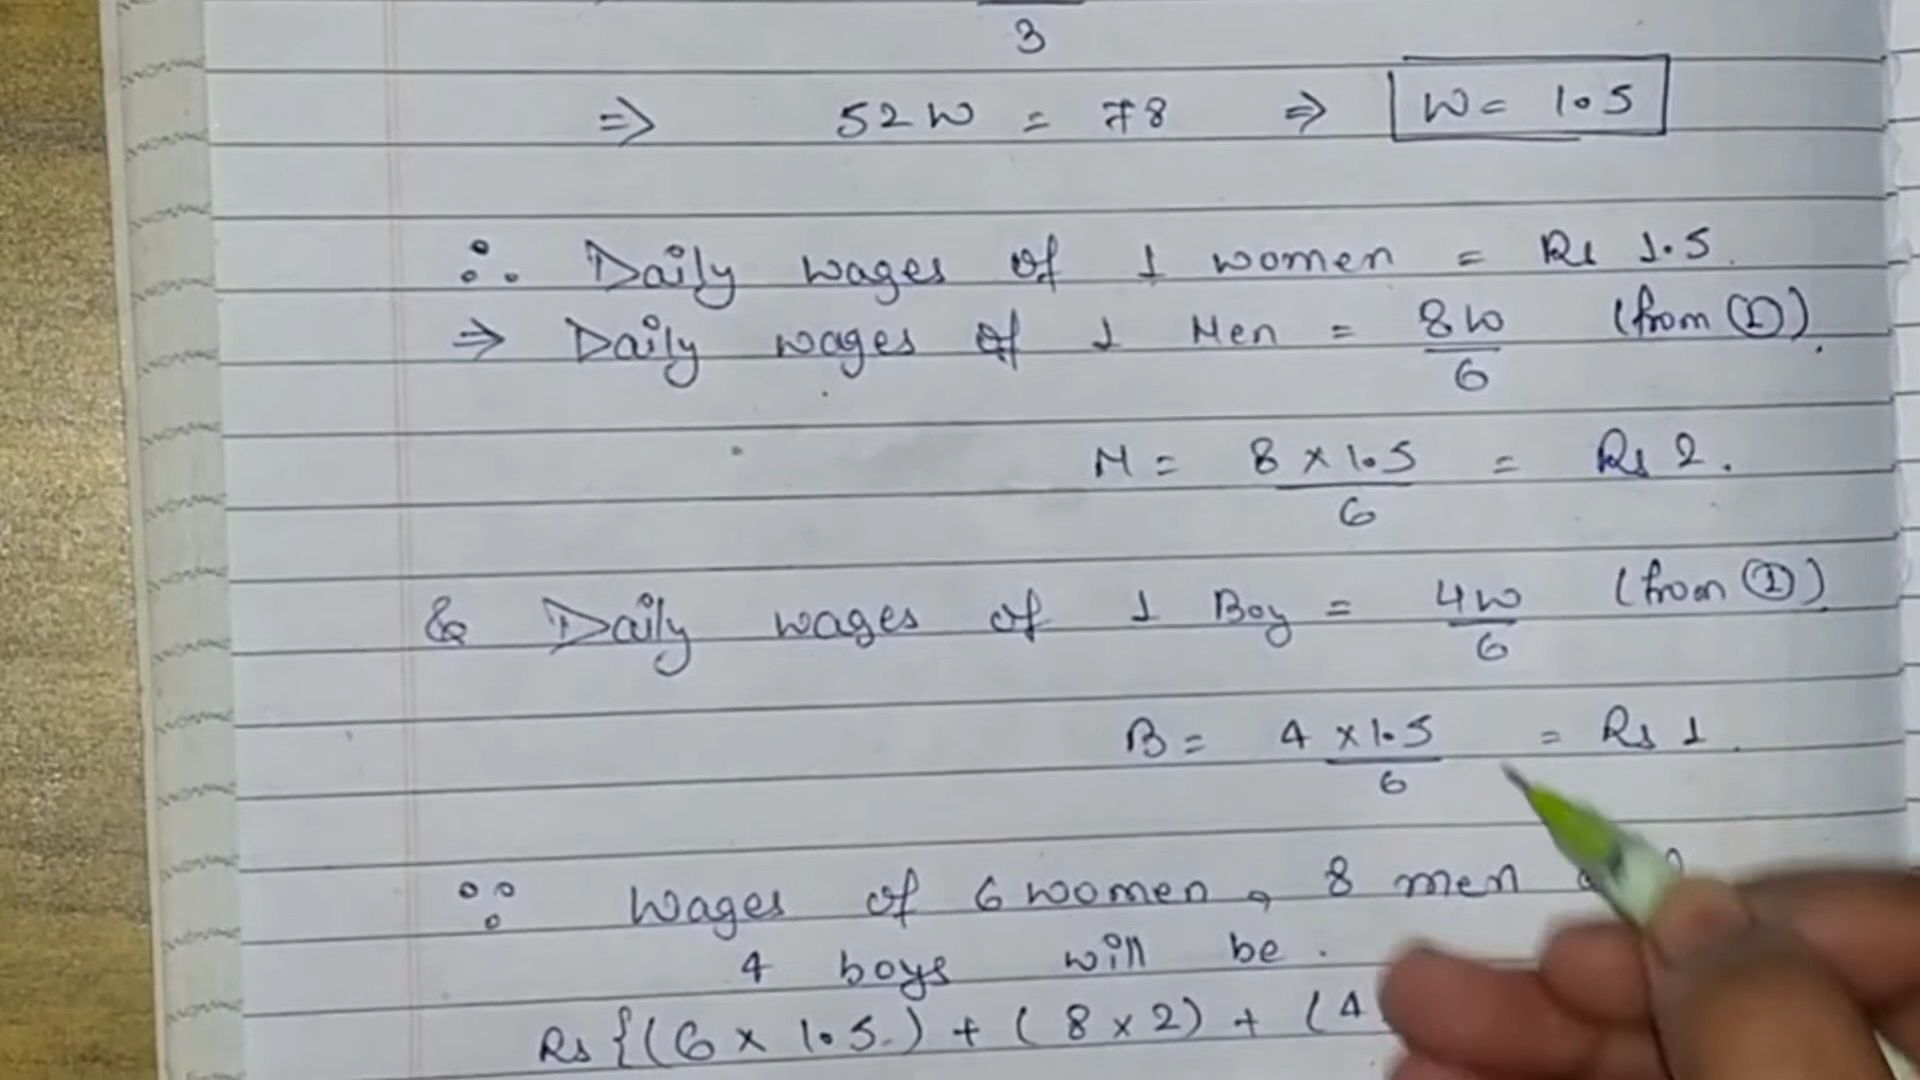 3
⇒ 52W = 78 ⇒ W = 1.5
∴ Daily wages of 1 women = Rs 1.5.
⇒ Daily wages of 1 Men = 8W/6 (from ①).
M = 8 × 1.5/6 = Rs 2.
& Daily wages of 1 Boy = 4W/6 (from ①)
B = 4 × 1.5/6 = Rs 1.
∵ Wages of 6 women, 8 men
4 boys will be.
Rs {(6 × 1.5.) + (8 × 2) + (4